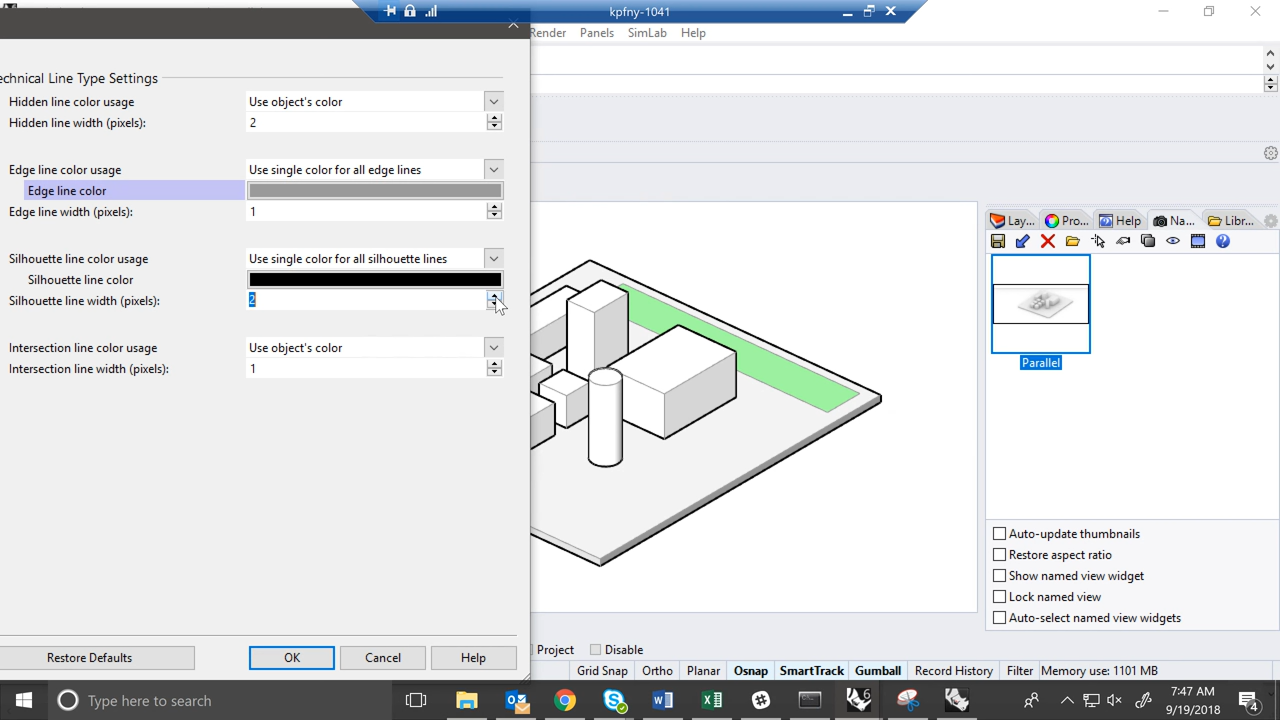 kpfny-1041
Render Panels SimLab Help
echnical Line Type Settings
Hidden line color usage Use object's color
Hidden line width (pixels): 2
Edge line color usage Use single color for all edge lines
Edge line color
Edge line width (pixels): 1
Silhouette line color usage Use single color for all silhouette lines
Silhouette line color
Silhouette line width (pixels): 2
Intersection line color usage Use object's color
Intersection line width (pixels): 1
Restore Defaults OK Cancel Help
Lay... Pro... Help Na... Libr...
Parallel
Auto-update thumbnails
Restore aspect ratio
Show named view widget
Lock named view
Auto-select named view widgets
Project Disable
Grid Snap Ortho Planar Osnap SmartTrack Gumball Record History Filter Memory use: 1101 MB
Type here to search
7:47 AM
9/19/2018
4